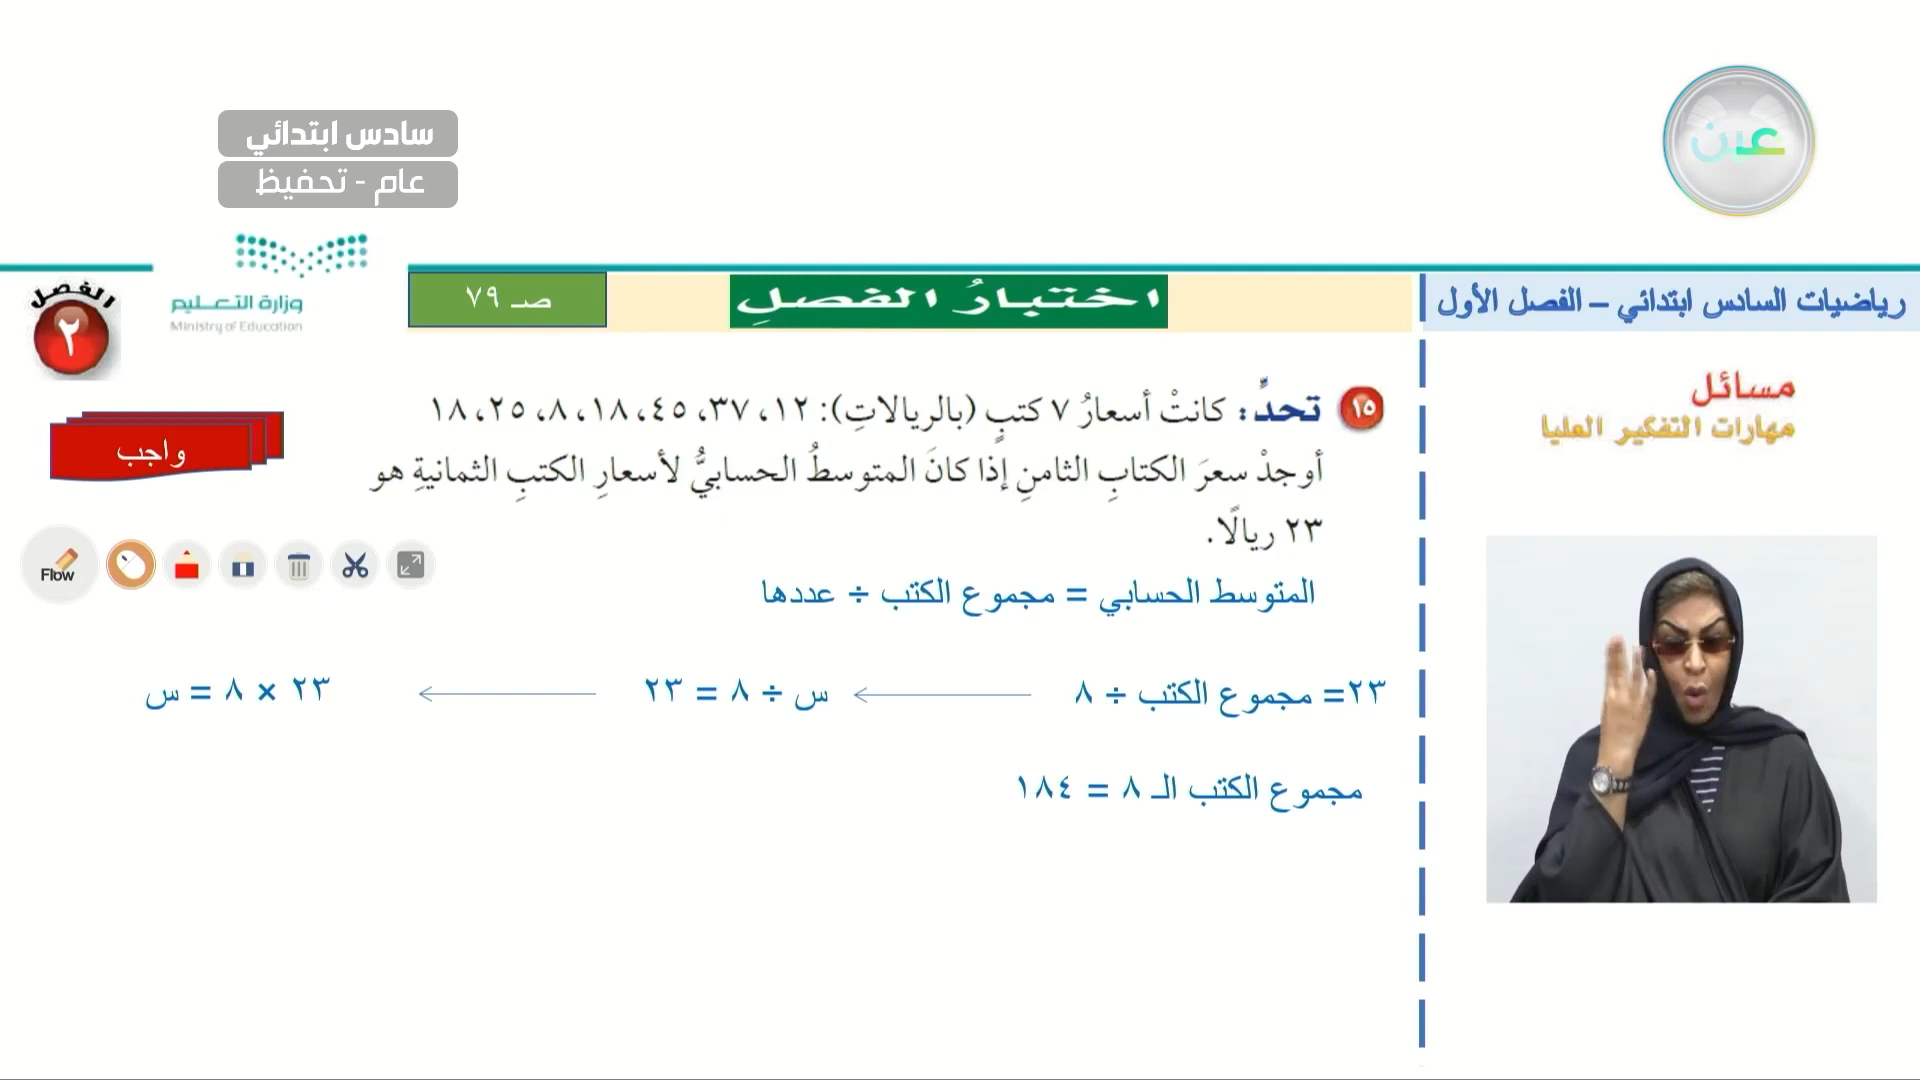 سادس ابتدائي
عام - تحفيظ
عين
وزارة التعـــليم
Ministry of Education
الفصل
٢
رياضيات السادس ابتدائي – الفصل الأول
اختبارُ الفصلِ
صـ ٧٩
مسائل
مهارات التفكير العليا
واجب
١٥ تحدٍّ: كانتْ أسعارُ ٧ كتبٍ (بالريالاتِ): ١٢، ٣٧، ٤٥، ١٨، ٨، ٢٥، ١٨
أوجدْ سعرَ الكتابِ الثامنِ إذا كانَ المتوسطُ الحسابيُّ لأسعارِ الكتبِ الثمانيةِ هو
٢٣ ريالًا.
Flow
المتوسط الحسابي = مجموع الكتب ÷ عددها
٢٣= مجموع الكتب ÷ ٨ س ÷ ٨ = ٢٣ ٢٣ × ٨ = س
مجموع الكتب الـ ٨ = ١٨٤